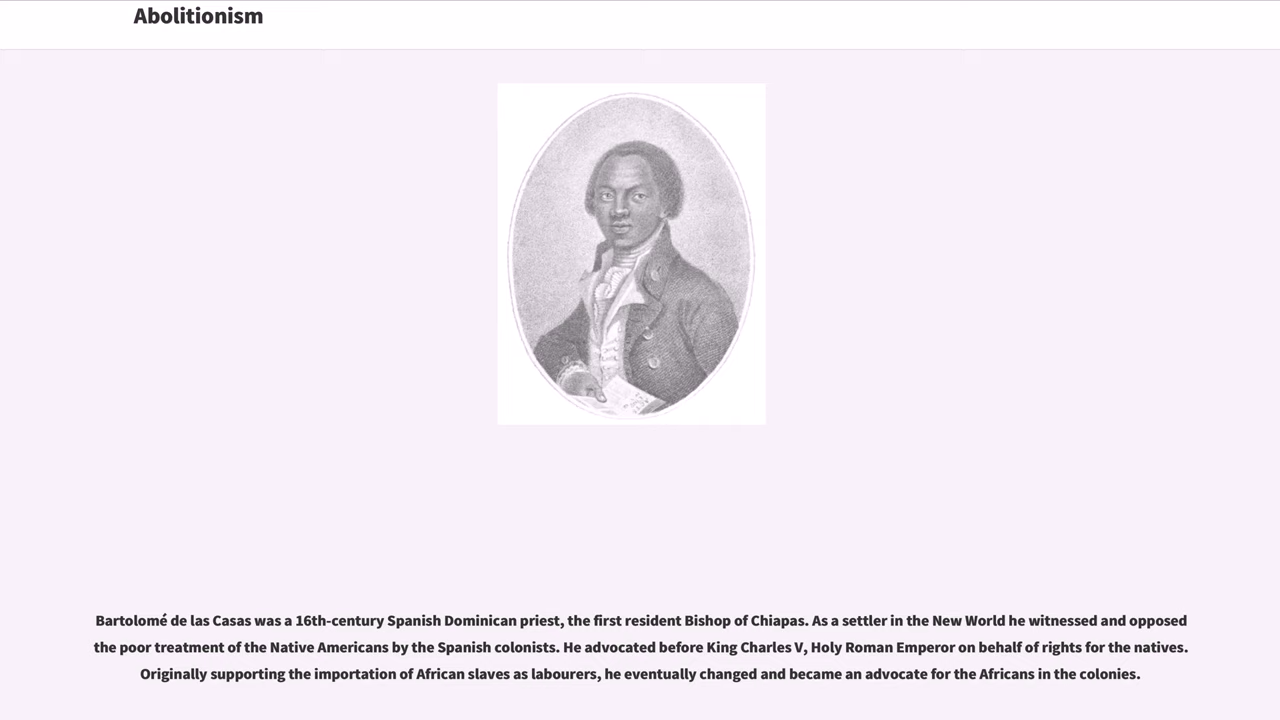 Abolitionism
Bartolomé de las Casas was a 16th-century Spanish Dominican priest, the first resident Bishop of Chiapas. As a settler in the New World he witnessed and opposed
the poor treatment of the Native Americans by the Spanish colonists. He advocated before King Charles V, Holy Roman Emperor on behalf of rights for the natives.
Originally supporting the importation of African slaves as labourers, he eventually changed and became an advocate for the Africans in the colonies.